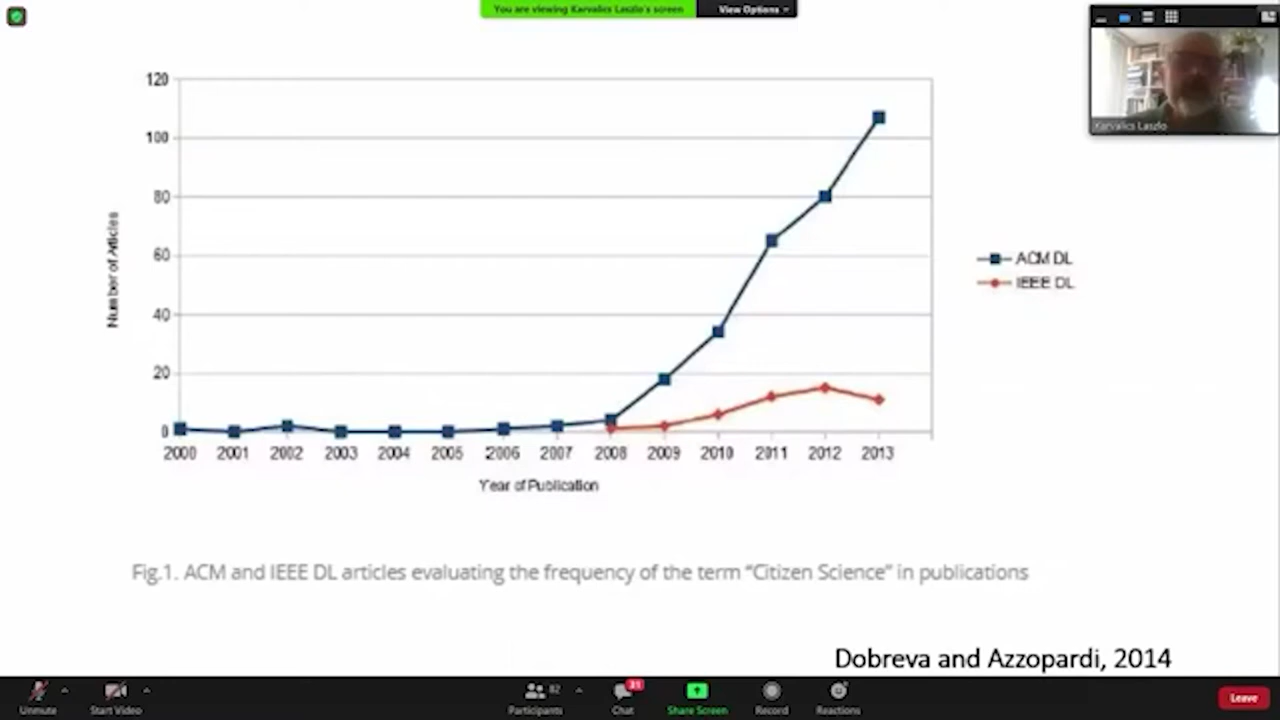 You are viewing Karvalics Laszlo's screen
View Options
Karvalics Laszlo
120
100
80
60
40
20
0
Number of Articles
2000 2001 2002 2003 2004 2005 2006 2007 2008 2009 2010 2011 2012 2013
Year of Publication
ACM DL
IEEE DL
Fig.1. ACM and IEEE DL articles evaluating the frequency of the term “Citizen Science” in publications
Dobreva and Azzopardi, 2014
Unmute
Start Video
82
Participants
31
Chat
Share Screen
Record
Reactions
Leave